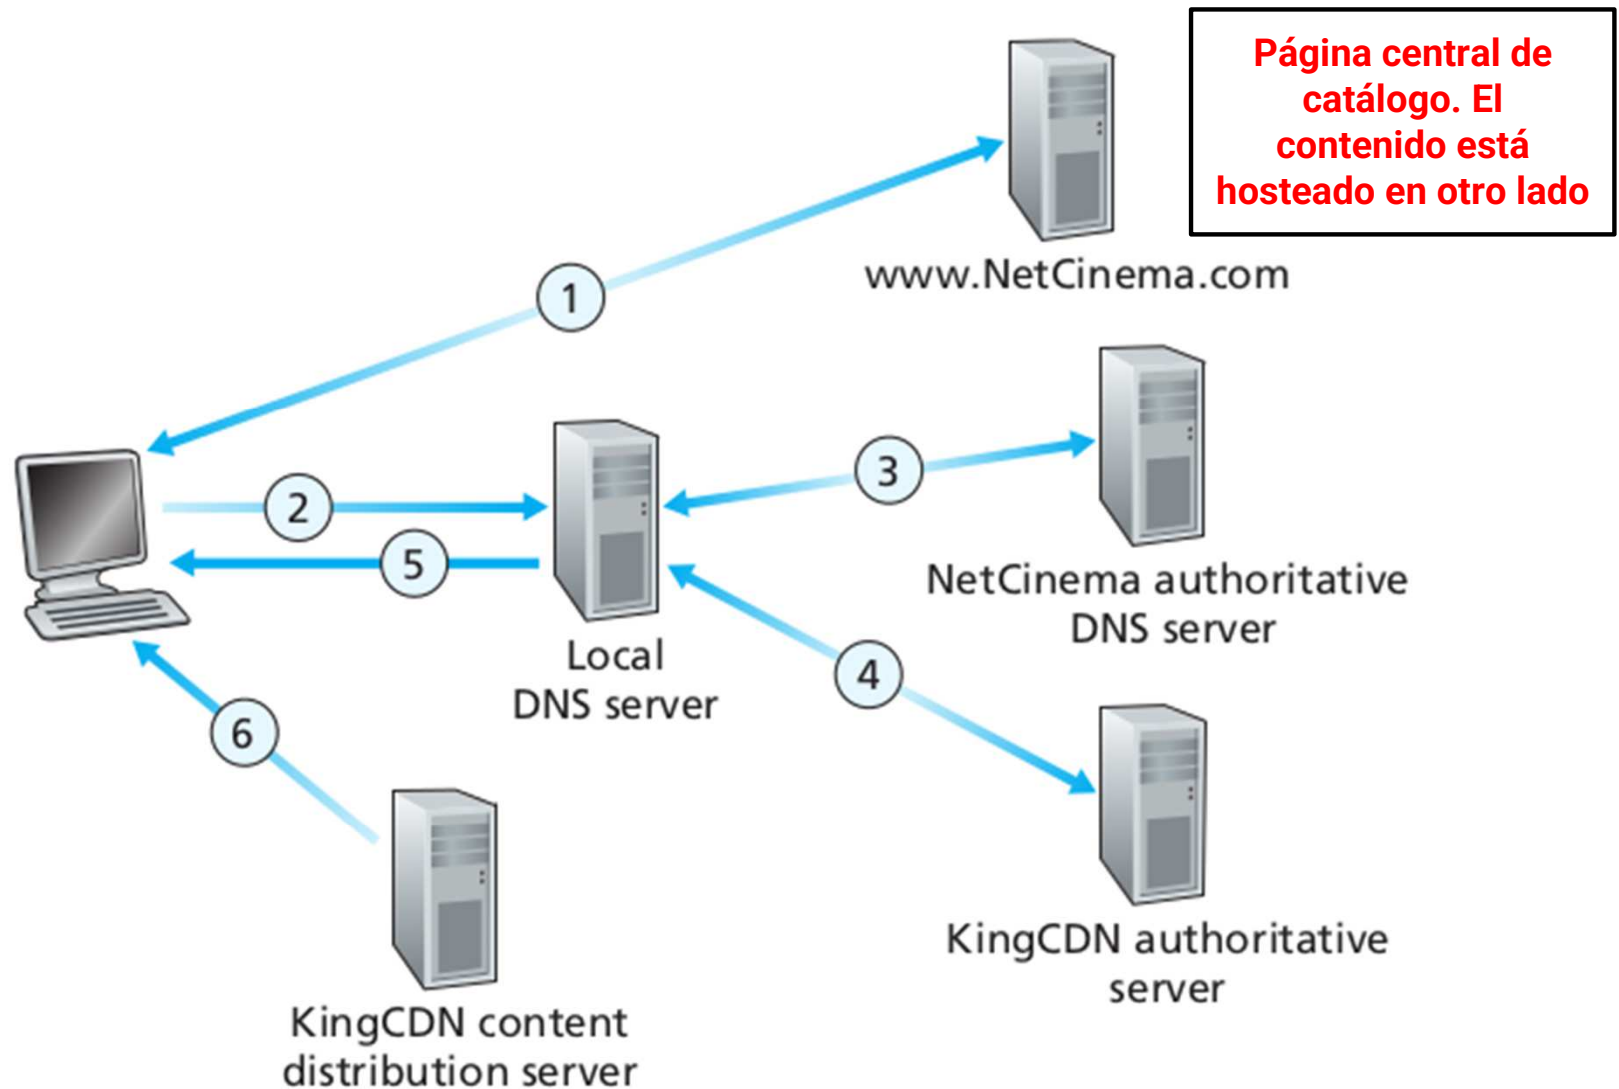 Página central de
catálogo. El
contenido está
hosteado en otro lado
www.NetCinema.com
1
3
2
5
NetCinema authoritative
DNS server
Local
DNS server
4
6
KingCDN authoritative
server
KingCDN content
distribution server